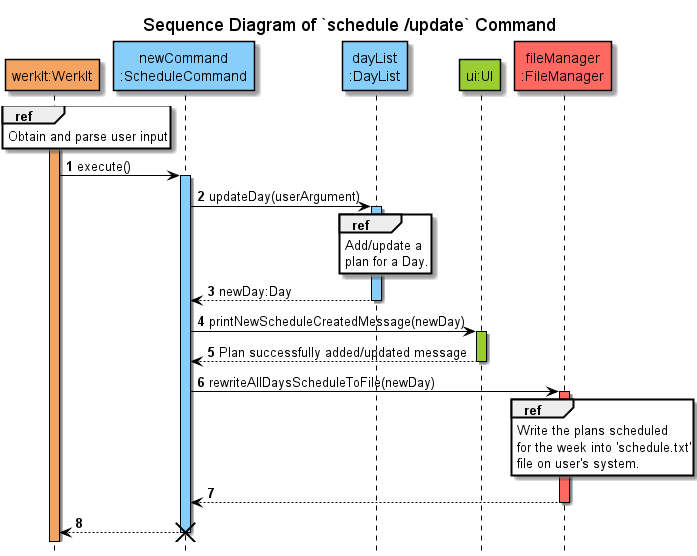 Sequence Diagram of `schedule /update` Command
werkIt:WerkIt
newCommand
:ScheduleCommand
dayList
:DayList
ui:UI
fileManager
:FileManager
ref
Obtain and parse user input
1 execute()
2 updateDay(userArgument)
ref
Add/update a
plan for a Day.
3 newDay:Day
4 printNewScheduleCreatedMessage(newDay)
5 Plan successfully added/updated message
6 rewriteAllDaysScheduleToFile(newDay)
ref
Write the plans scheduled
for the week into 'schedule.txt'
file on user's system.
7
8